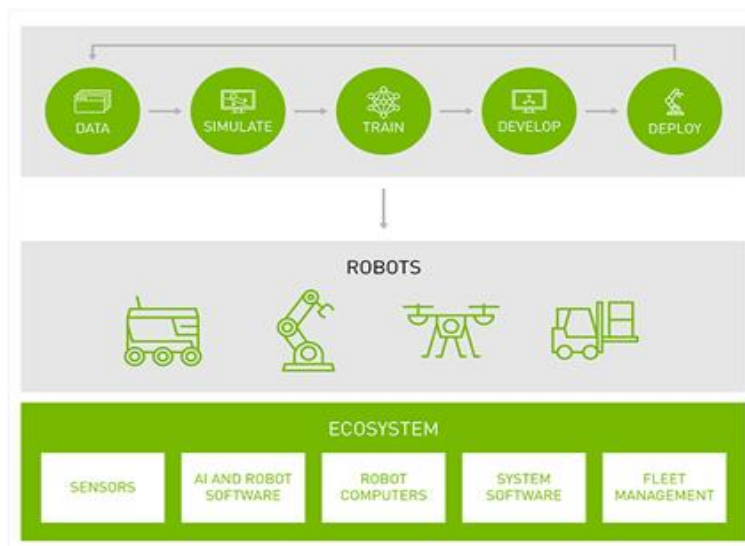 DATA
SIMULATE
TRAIN
DEVELOP
DEPLOY
ROBOTS
ECOSYSTEM
SENSORS
AI AND ROBOT
SOFTWARE
ROBOT
COMPUTERS
SYSTEM
SOFTWARE
FLEET
MANAGEMENT